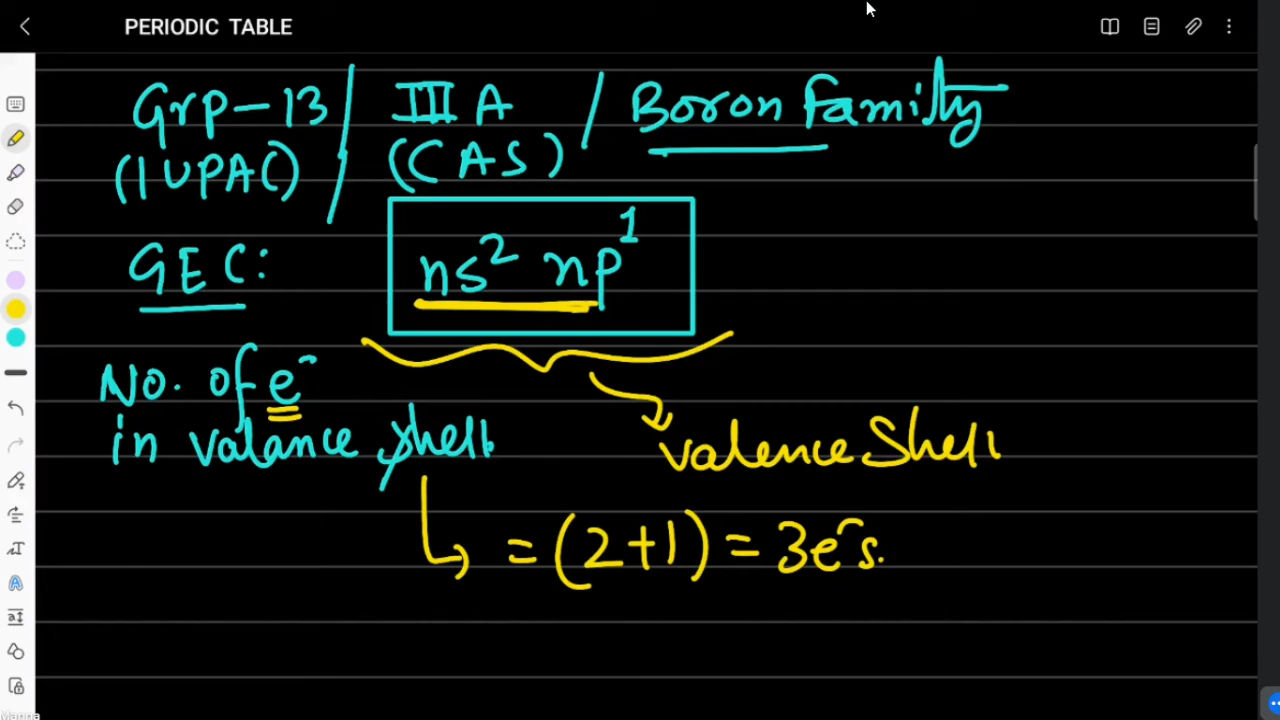 PERIODIC TABLE
Grp-13 / III A / Boron Family
(IUPAC) / (CAS)
GEC: ns² np¹
No. of e⁻
in valance shell
valence Shell
= (2+1) = 3e⁻s.